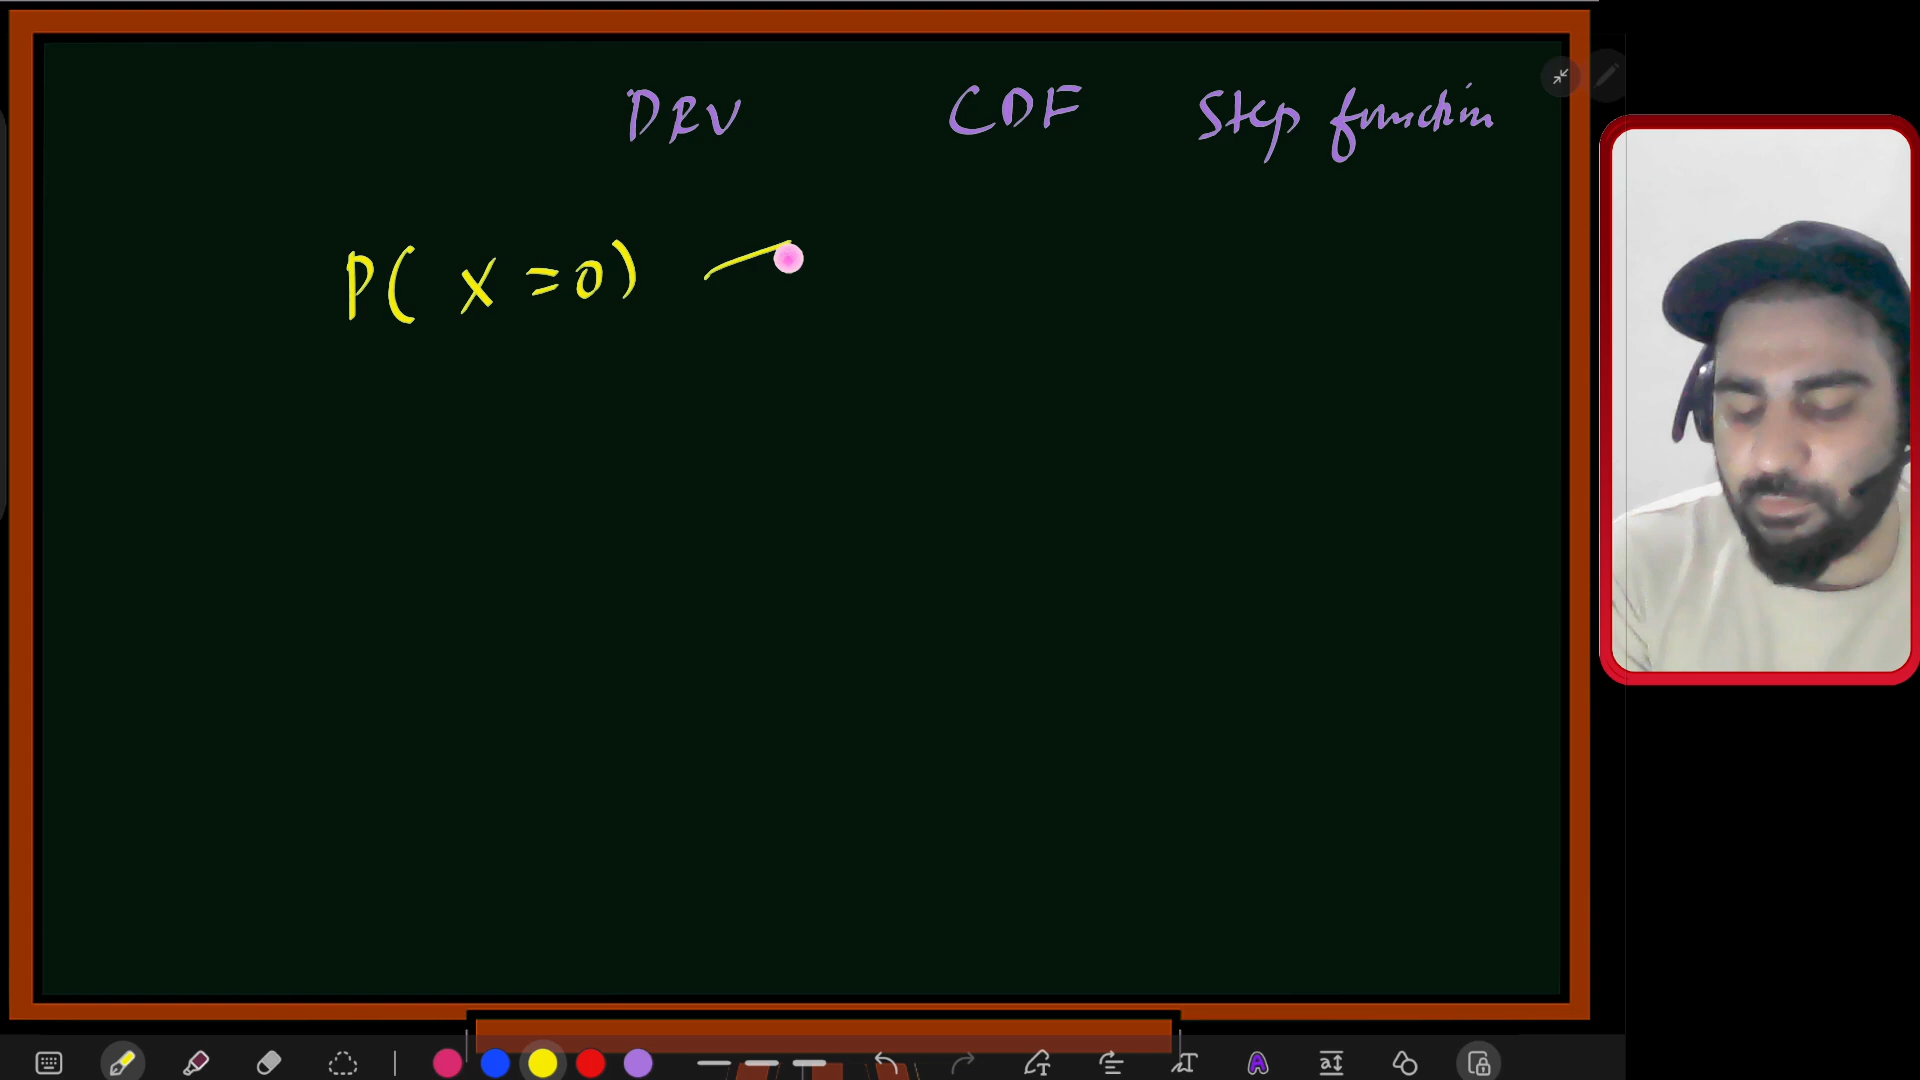 DRV CDF Step function
P( X = 0)